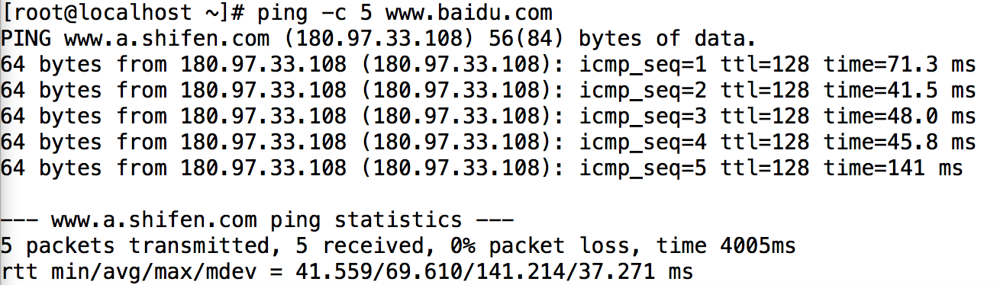 [root@localhost ~]# ping -c 5 www.baidu.com
PING www.a.shifen.com (180.97.33.108) 56(84) bytes of data.
64 bytes from 180.97.33.108 (180.97.33.108): icmp_seq=1 ttl=128 time=71.3 ms
64 bytes from 180.97.33.108 (180.97.33.108): icmp_seq=2 ttl=128 time=41.5 ms
64 bytes from 180.97.33.108 (180.97.33.108): icmp_seq=3 ttl=128 time=48.0 ms
64 bytes from 180.97.33.108 (180.97.33.108): icmp_seq=4 ttl=128 time=45.8 ms
64 bytes from 180.97.33.108 (180.97.33.108): icmp_seq=5 ttl=128 time=141 ms
--- www.a.shifen.com ping statistics ---
5 packets transmitted, 5 received, 0% packet loss, time 4005ms
rtt min/avg/max/mdev = 41.559/69.610/141.214/37.271 ms